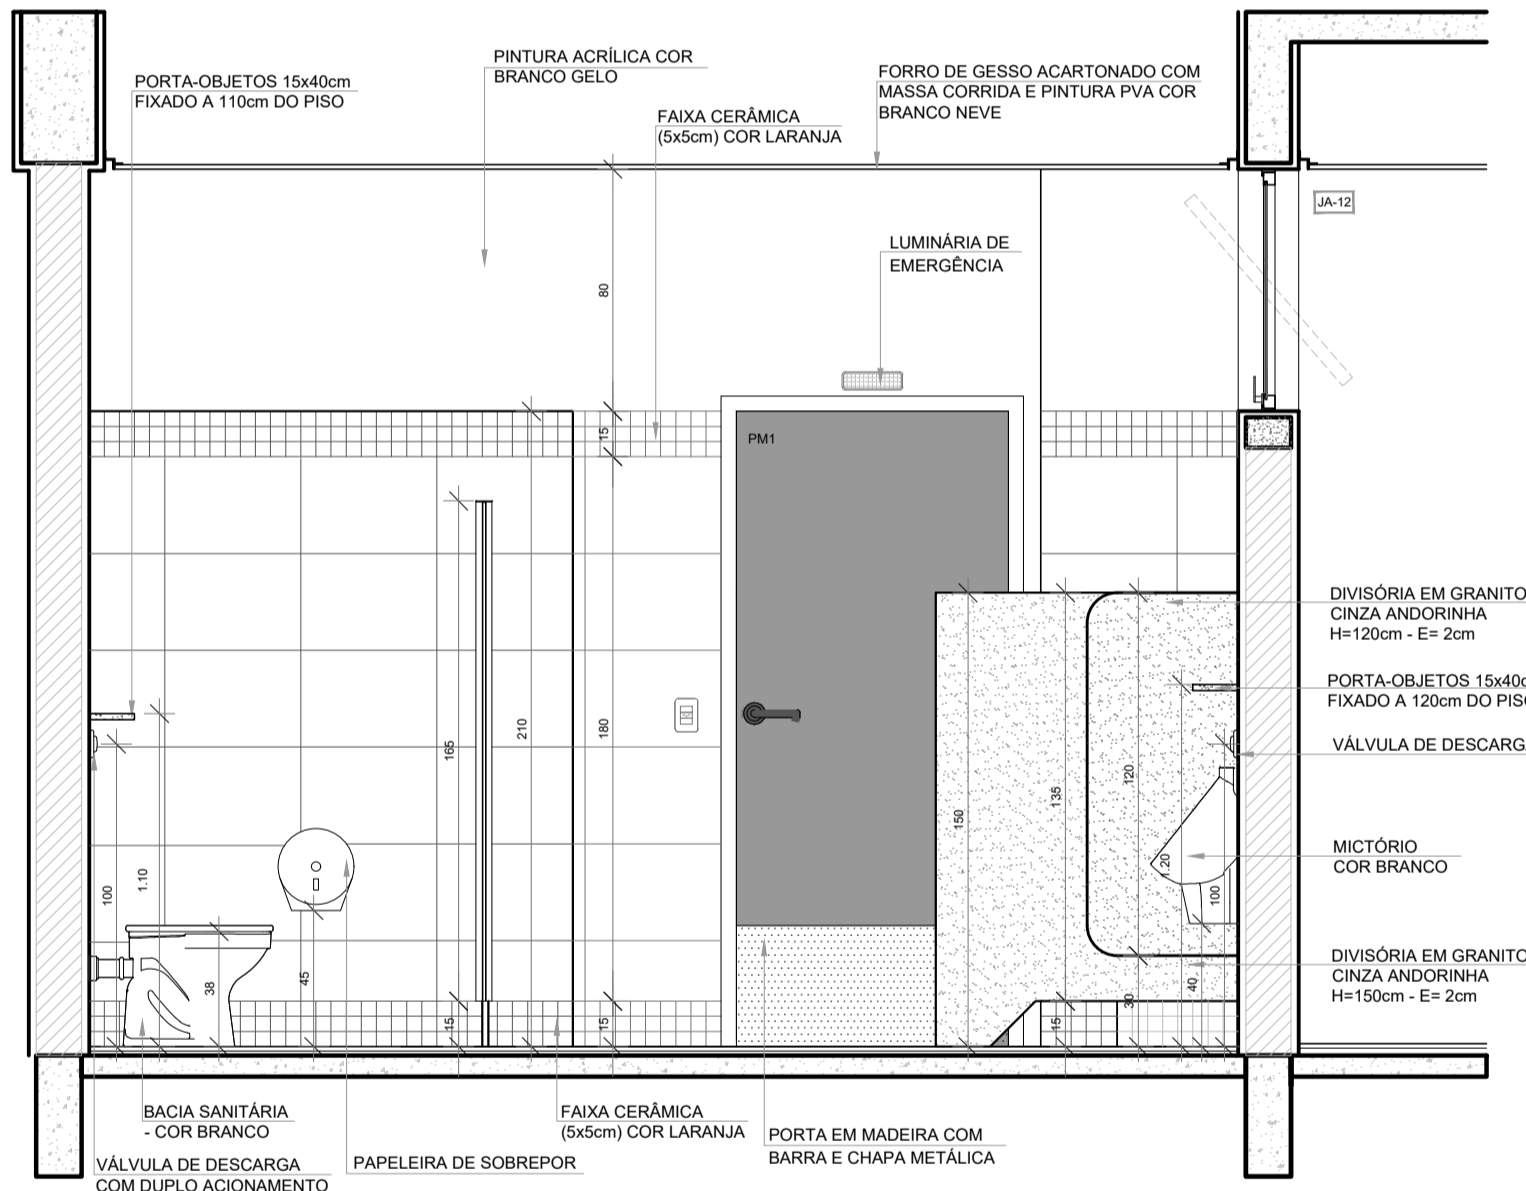 PINTURA ACRÍLICA COR
BRANCO GELO
PORTA-OBJETOS 15x40cm
FIXADO A 110cm DO PISO
FORRO DE GESSO ACARTONADO COM
MASSA CORRIDA E PINTURA PVA COR
BRANCO NEVE
FAIXA CERÂMICA
(5x5cm) COR LARANJA
JA-12
LUMINÁRIA DE
EMERGÊNCIA
80
15
PM1
DIVISÓRIA EM GRANITO
CINZA ANDORINHA
H=120cm - E= 2cm
PORTA-OBJETOS 15x40c
FIXADO A 120cm DO PISO
VÁLVULA DE DESCARGA
165
210
180
150
135
120
MICTÓRIO
COR BRANCO
100
1.10
1.20
100
DIVISÓRIA EM GRANITO
CINZA ANDORINHA
H=150cm - E= 2cm
38
45
40
30
15
15
15
BACIA SANITÁRIA
- COR BRANCO
FAIXA CERÂMICA
(5x5cm) COR LARANJA
PORTA EM MADEIRA COM
BARRA E CHAPA METÁLICA
VÁLVULA DE DESCARGA
COM DUPLO ACIONAMENTO
PAPELEIRA DE SOBREPOR